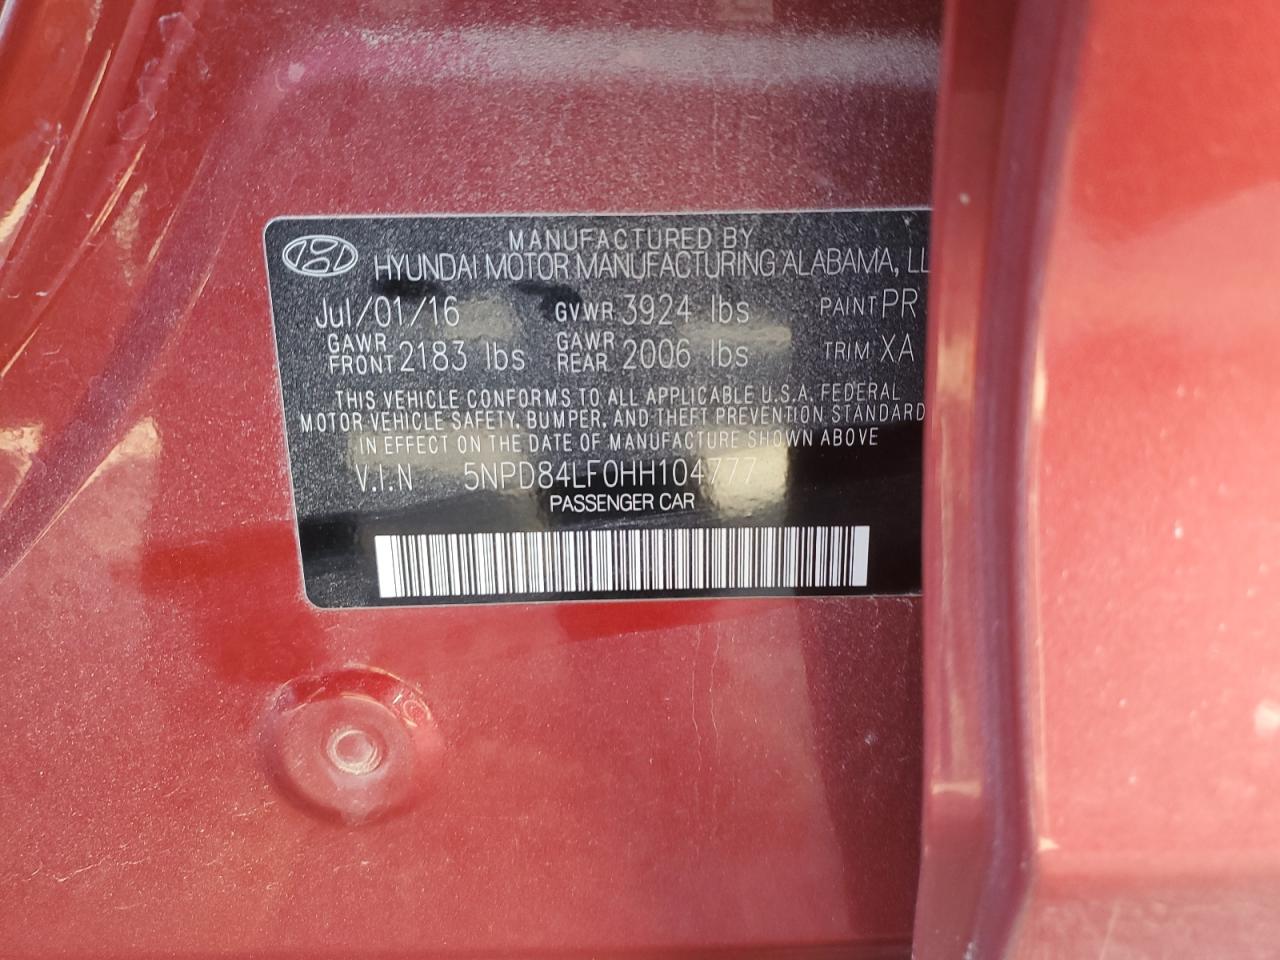 MANUFACTURED BY
HYUNDAI MOTOR MANUFACTURING ALABAMA, LL
Jul/01/16 GVWR 3924 lbs PAINT PR
GAWR FRONT 2183 lbs GAWR REAR 2006 lbs TRIM XA
THIS VEHICLE CONFORMS TO ALL APPLICABLE U.S.A. FEDERAL
MOTOR VEHICLE SAFETY, BUMPER, AND THEFT PREVENTION STANDARD
IN EFFECT ON THE DATE OF MANUFACTURE SHOWN ABOVE
V.I.N 5NPD84LF0HH104777
PASSENGER CAR